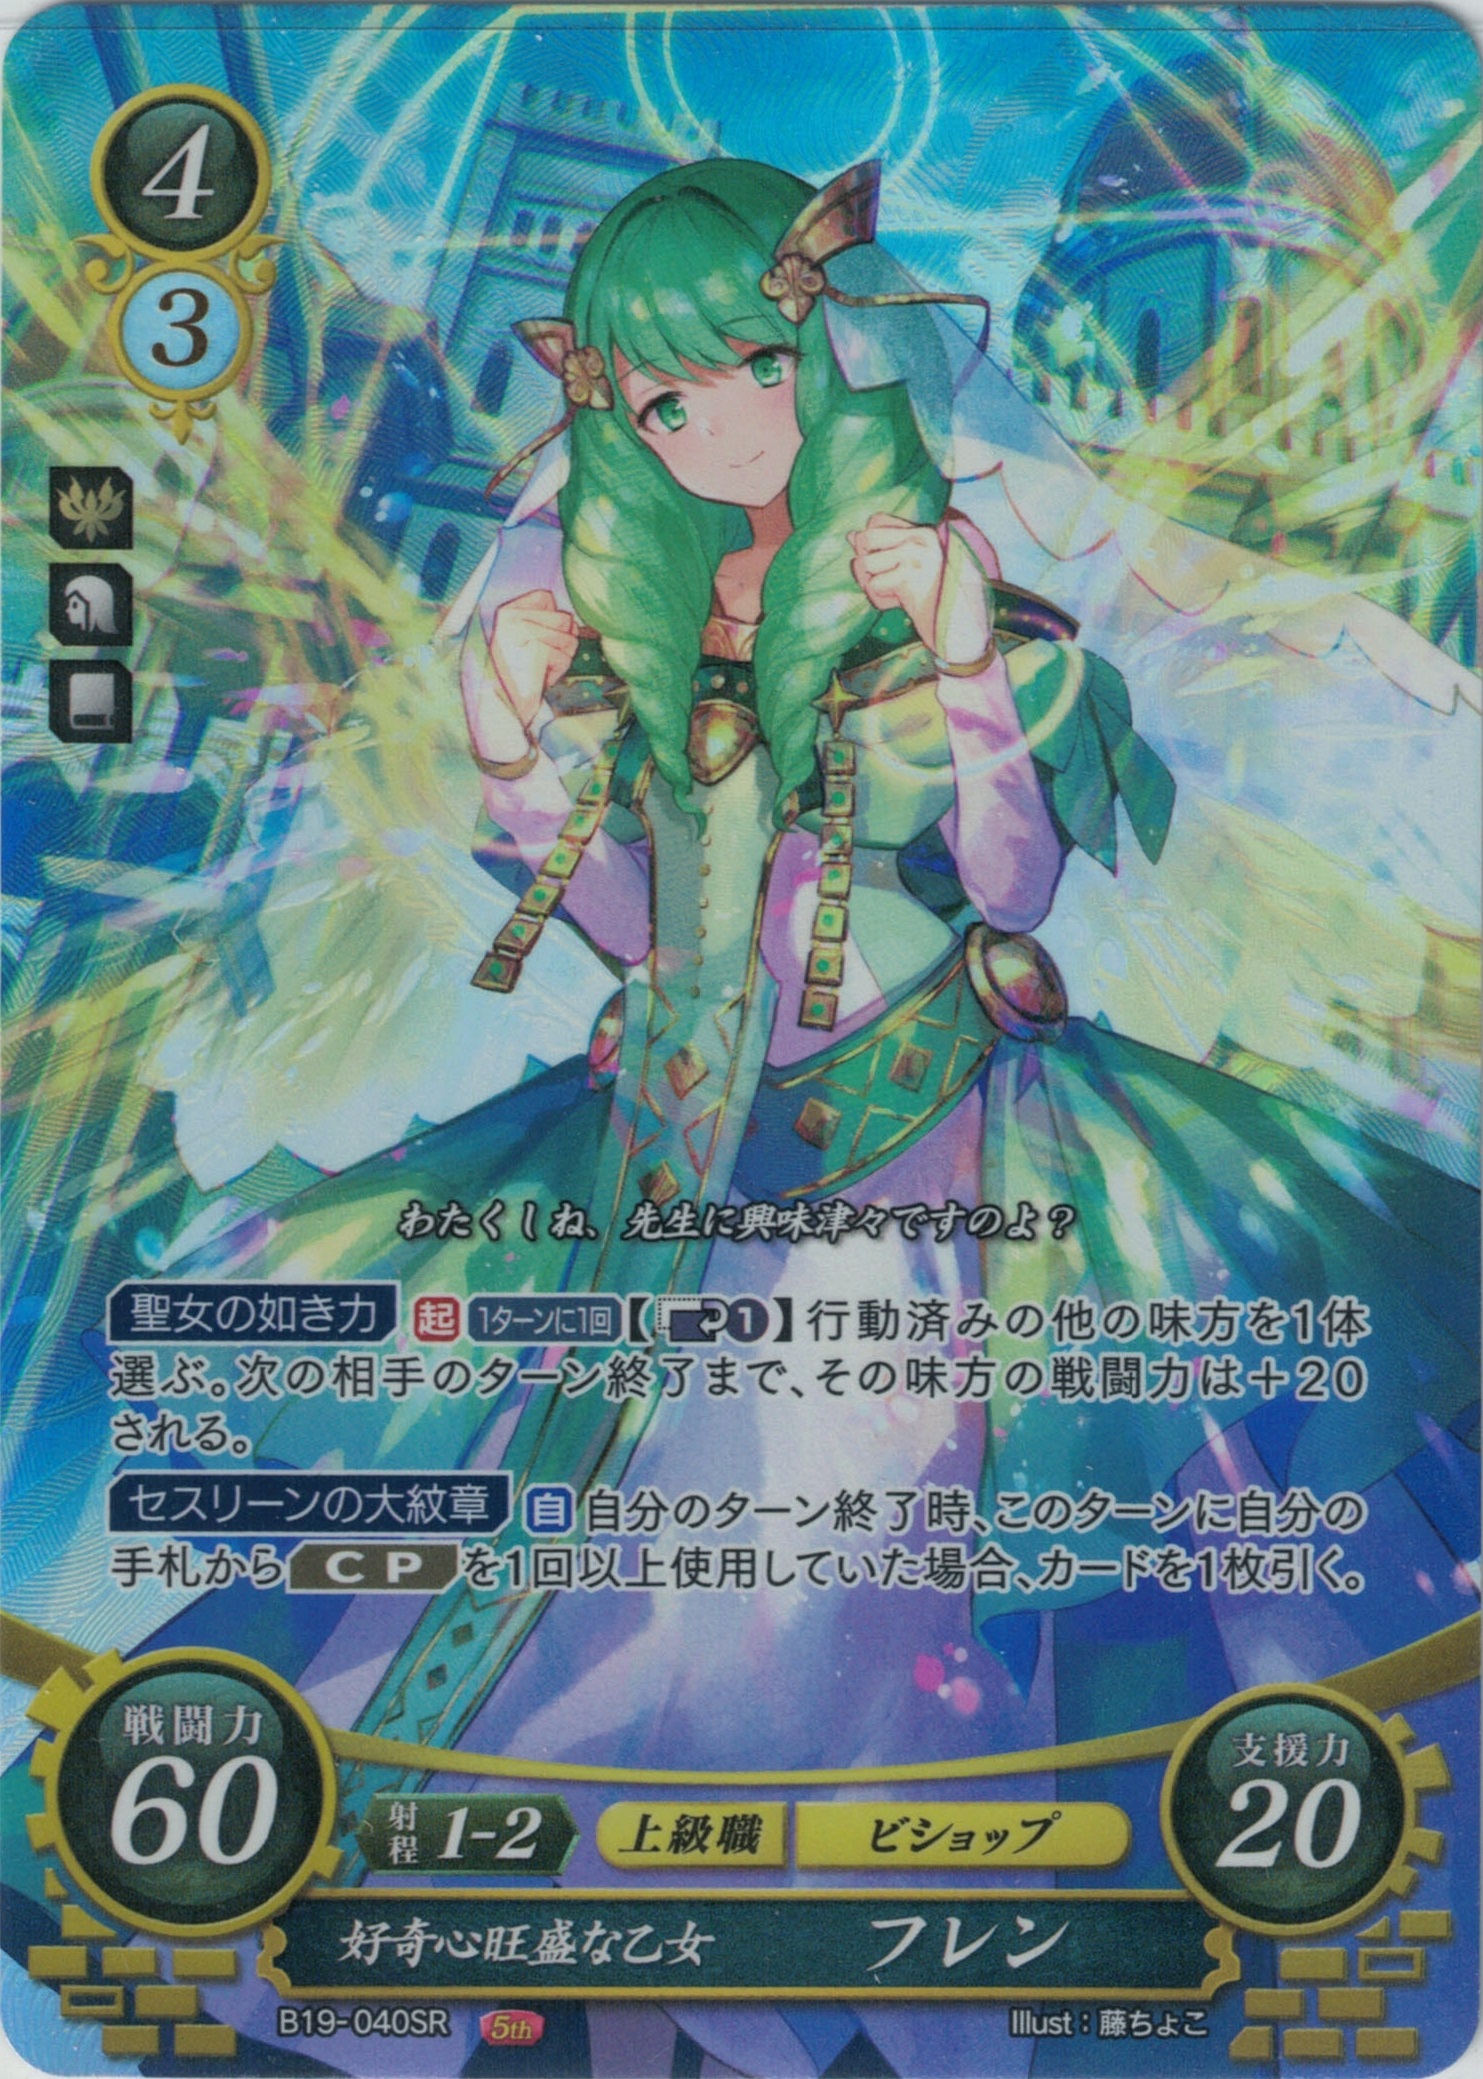 4
3
わたくしね、先生に興味津々ですのよ？
聖女の如き力 起 1ターンに1回【1】行動済みの他の味方を1体
選ぶ。次の相手のターン終了まで、その味方の戦闘力は＋20
される。
セスリーンの大紋章 自 自分のターン終了時、このターンに自分の
手札からCPを1回以上使用していた場合、カードを1枚引く。
戦闘力
60
射程 1-2 上級職 ビショップ
支援力
20
好奇心旺盛な乙女 フレン
B19-040SR 5th Illust：藤ちょこ